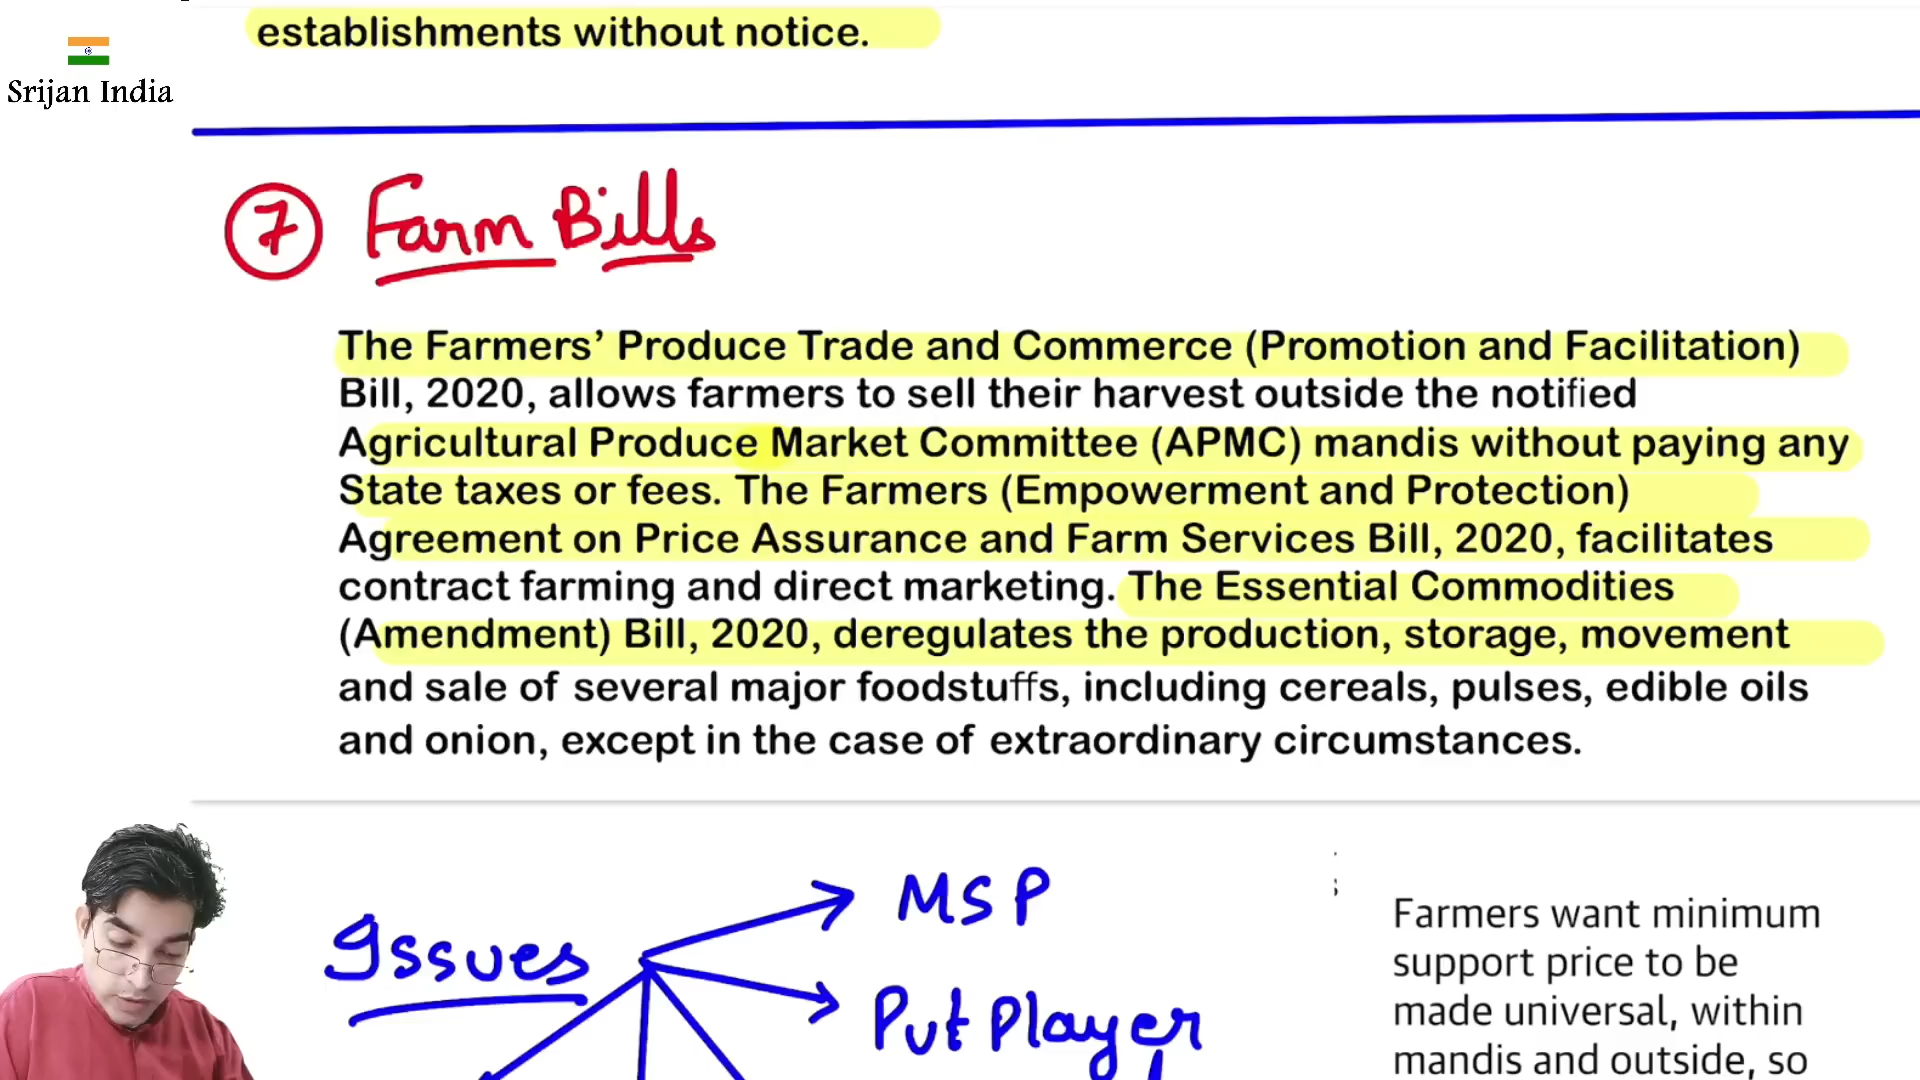 establishments without notice.
Srijan India
7 Farm Bills
The Farmers’ Produce Trade and Commerce (Promotion and Facilitation)
Bill, 2020, allows farmers to sell their harvest outside the notified
Agricultural Produce Market Committee (APMC) mandis without paying any
State taxes or fees. The Farmers (Empowerment and Protection)
Agreement on Price Assurance and Farm Services Bill, 2020, facilitates
contract farming and direct marketing. The Essential Commodities
(Amendment) Bill, 2020, deregulates the production, storage, movement
and sale of several major foodstuffs, including cereals, pulses, edible oils
and onion, except in the case of extraordinary circumstances.
Issues
MSP
Pvt Player
Farmers want minimum
support price to be
made universal, within
mandis and outside, so